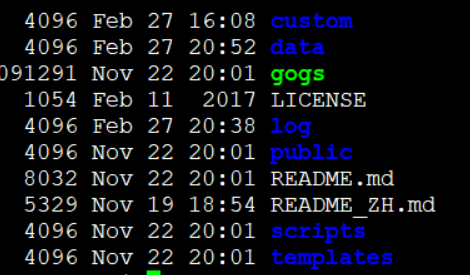 4096 Feb 27 16:08 custom
4096 Feb 27 20:52 data
091291 Nov 22 20:01 gogs
1054 Feb 11 2017 LICENSE
4096 Feb 27 20:38 log
4096 Nov 22 20:01 public
8032 Nov 22 20:01 README.md
5329 Nov 19 18:54 README_ZH.md
4096 Nov 22 20:01 scripts
4096 Nov 22 20:01 templates